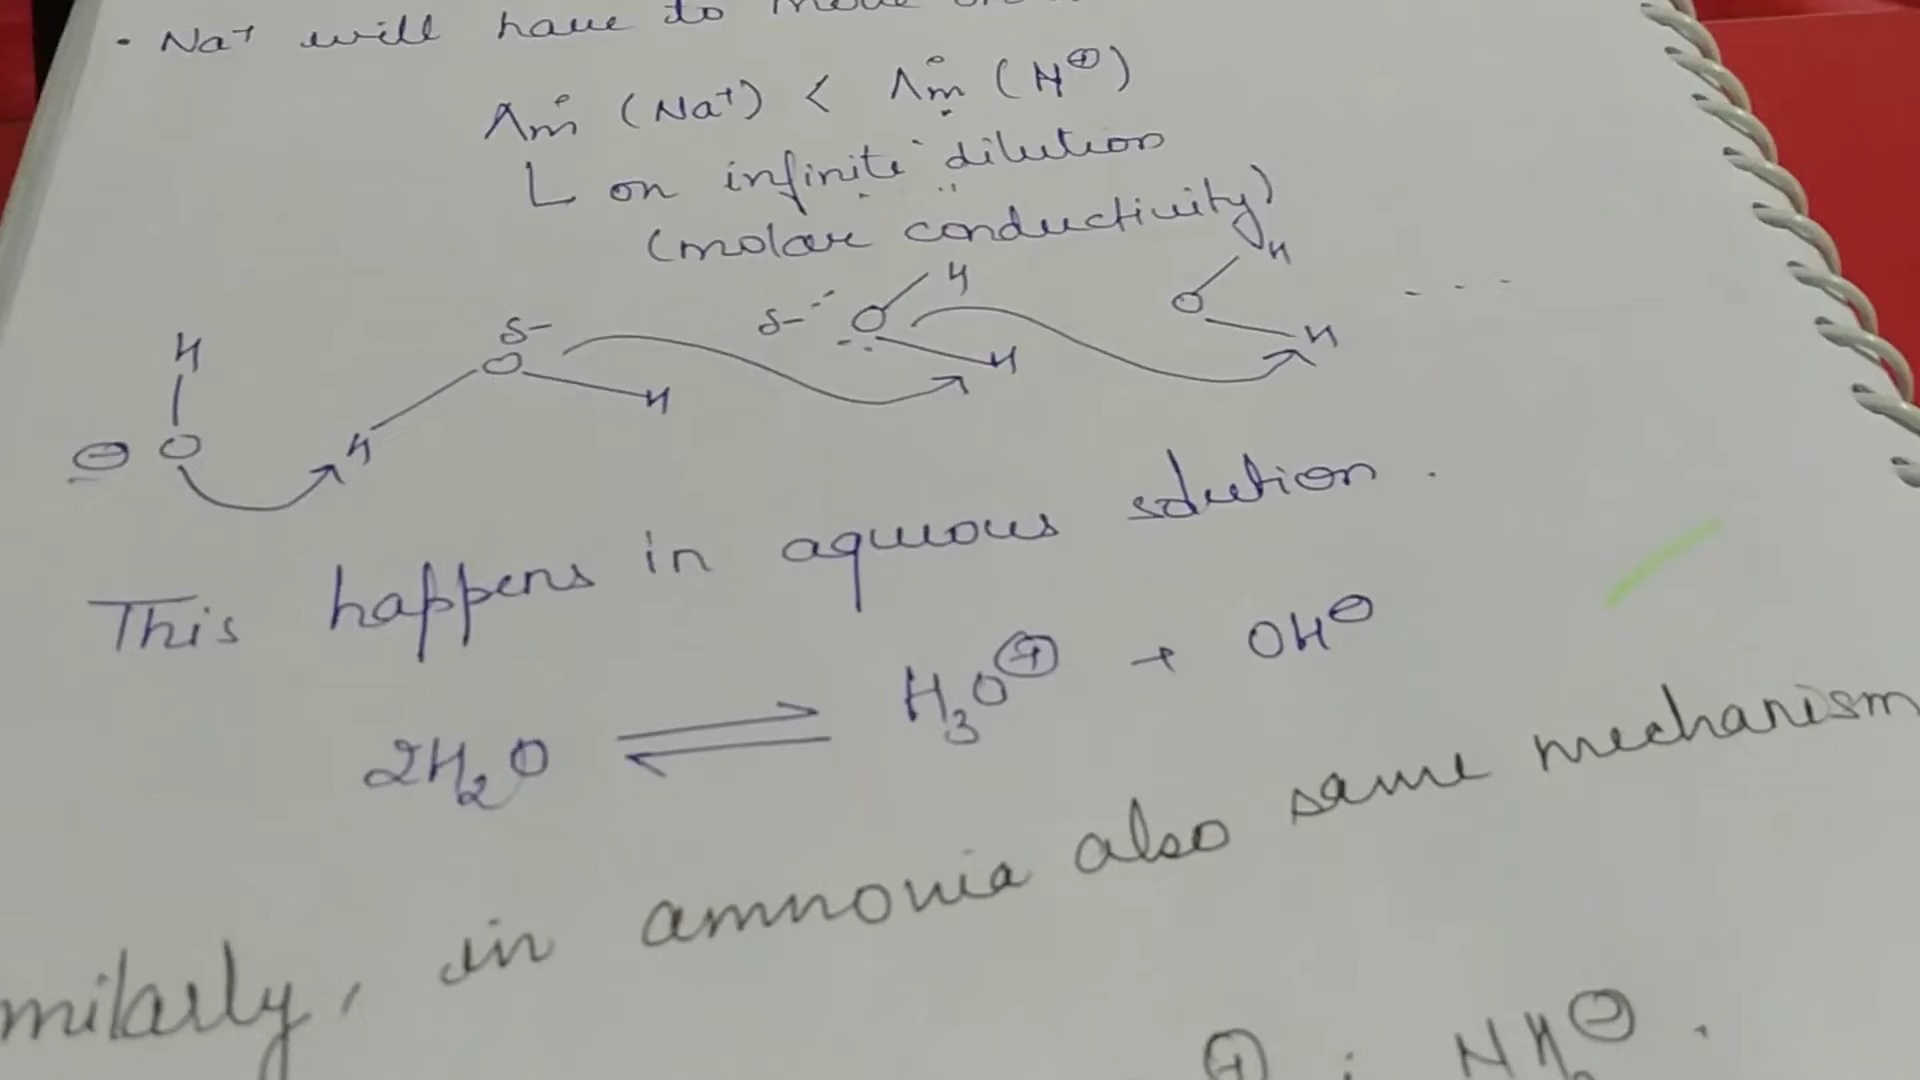 • Na⁺ will have to move
Λm° (Na⁺) < Λm° (H⊕)
on infinite dilution
(molar conductivity)
H
δ-
δ-
H
H
H
H
H
⊖ O
H
O
O
O
. . .
This happens in aqueous solution.
2H₂O ⇌ H₃O⊕ + OH⊖
milarly, in ammonia also same mechanism
⊕ ; NH₂⊖.